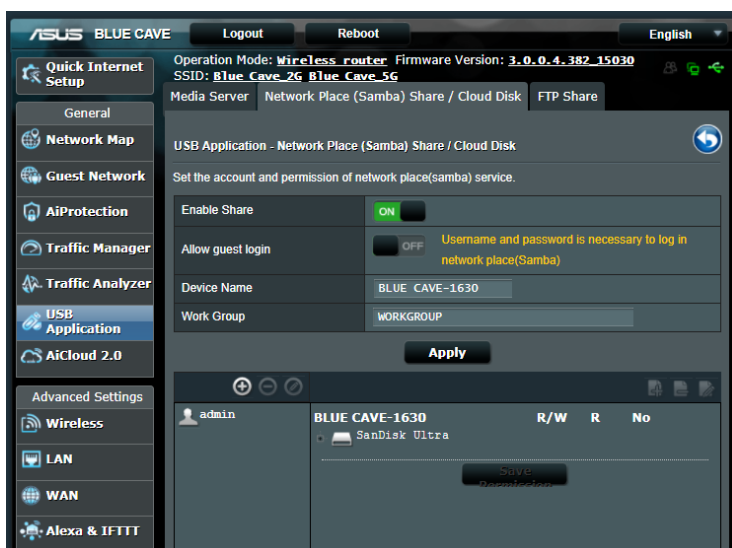 ASUS BLUE CAVE Logout Reboot English
Quick Internet Setup
Operation Mode: Wireless router Firmware Version: 3.0.0.4.382_15030
SSID: Blue Cave_2G Blue Cave_5G
Media Server Network Place (Samba) Share / Cloud Disk FTP Share
General
Network Map
Guest Network
AiProtection
Traffic Manager
Traffic Analyzer
USB Application
AiCloud 2.0
Advanced Settings
Wireless
LAN
WAN
Alexa & IFTTT
USB Application - Network Place (Samba) Share / Cloud Disk
Set the account and permission of network place(samba) service.
Enable Share ON
Allow guest login OFF Username and password is necessary to log in
network place(Samba)
Device Name BLUE CAVE-1630
Work Group WORKGROUP
Apply
admin
BLUE CAVE-1630 R/W R No
SanDisk Ultra
Save
Permission